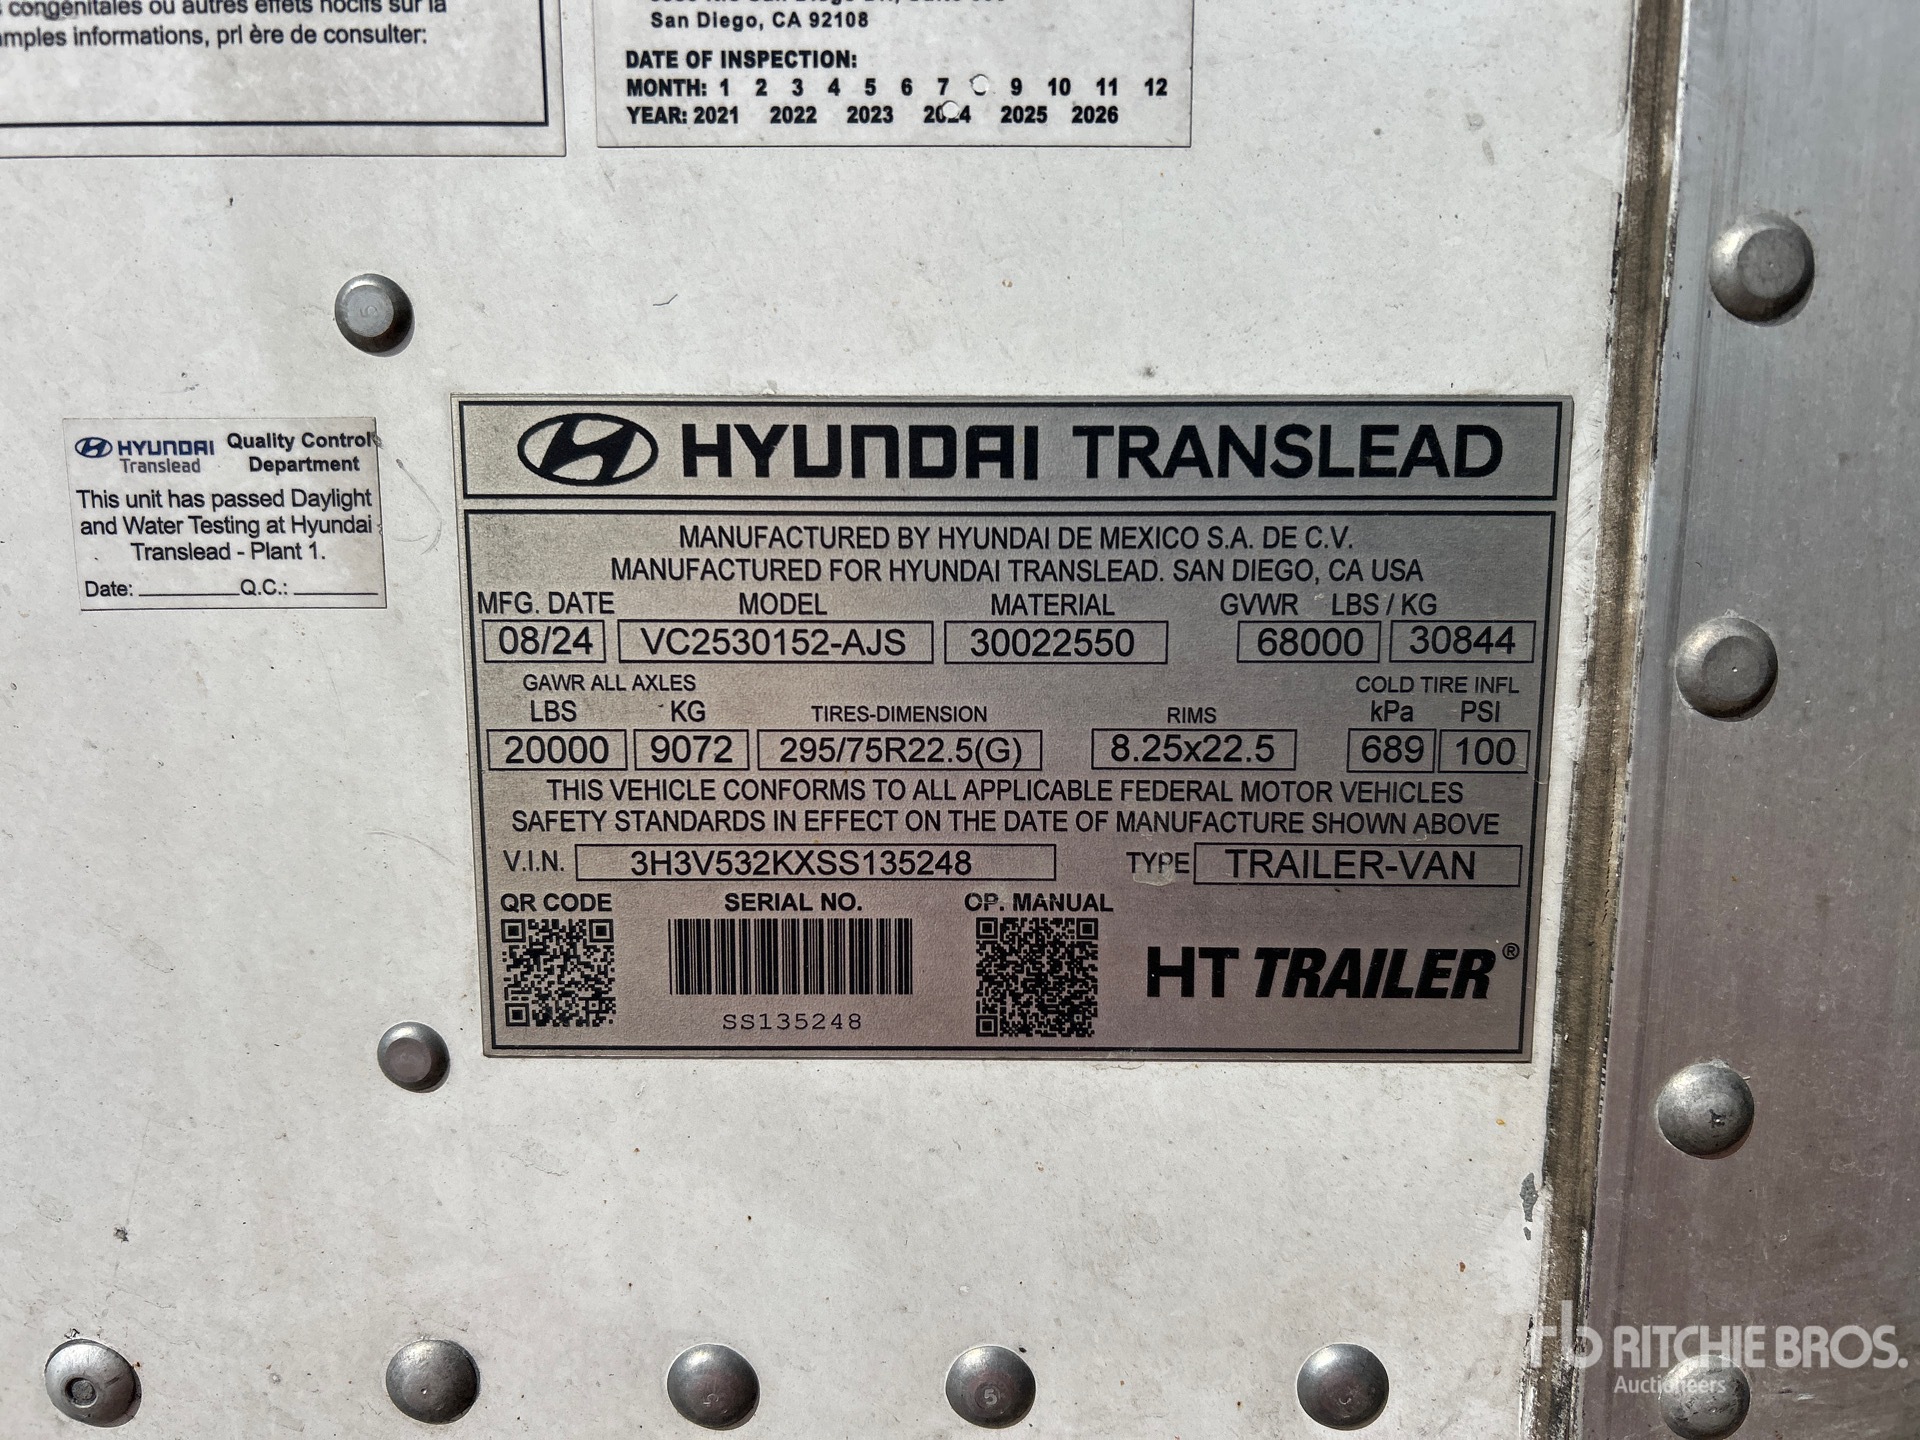 congénitales ou autres effets nocifs sur la
amples informations, prl ère de consulter:
San Diego, CA 92108
DATE OF INSPECTION:
MONTH: 1 2 3 4 5 6 7 9 10 11 12
YEAR: 2021 2022 2023 2024 2025 2026
HYUNDAI Translead
Quality Control Department
This unit has passed Daylight
and Water Testing at Hyundai
Translead - Plant 1.
Date: Q.C.:
HYUNDAI TRANSLEAD
MANUFACTURED BY HYUNDAI DE MEXICO S.A. DE C.V.
MANUFACTURED FOR HYUNDAI TRANSLEAD. SAN DIEGO, CA USA
MFG. DATE MODEL MATERIAL GVWR LBS / KG
08/24 VC2530152-AJS 30022550 68000 30844
GAWR ALL AXLES COLD TIRE INFL
LBS KG TIRES-DIMENSION RIMS kPa PSI
20000 9072 295/75R22.5(G) 8.25x22.5 689 100
THIS VEHICLE CONFORMS TO ALL APPLICABLE FEDERAL MOTOR VEHICLES
SAFETY STANDARDS IN EFFECT ON THE DATE OF MANUFACTURE SHOWN ABOVE
V.I.N. 3H3V532KXSS135248 TYPE TRAILER-VAN
QR CODE SERIAL NO. OP. MANUAL
HT TRAILER®
SS135248
RITCHIE BROS.
Auctioneers